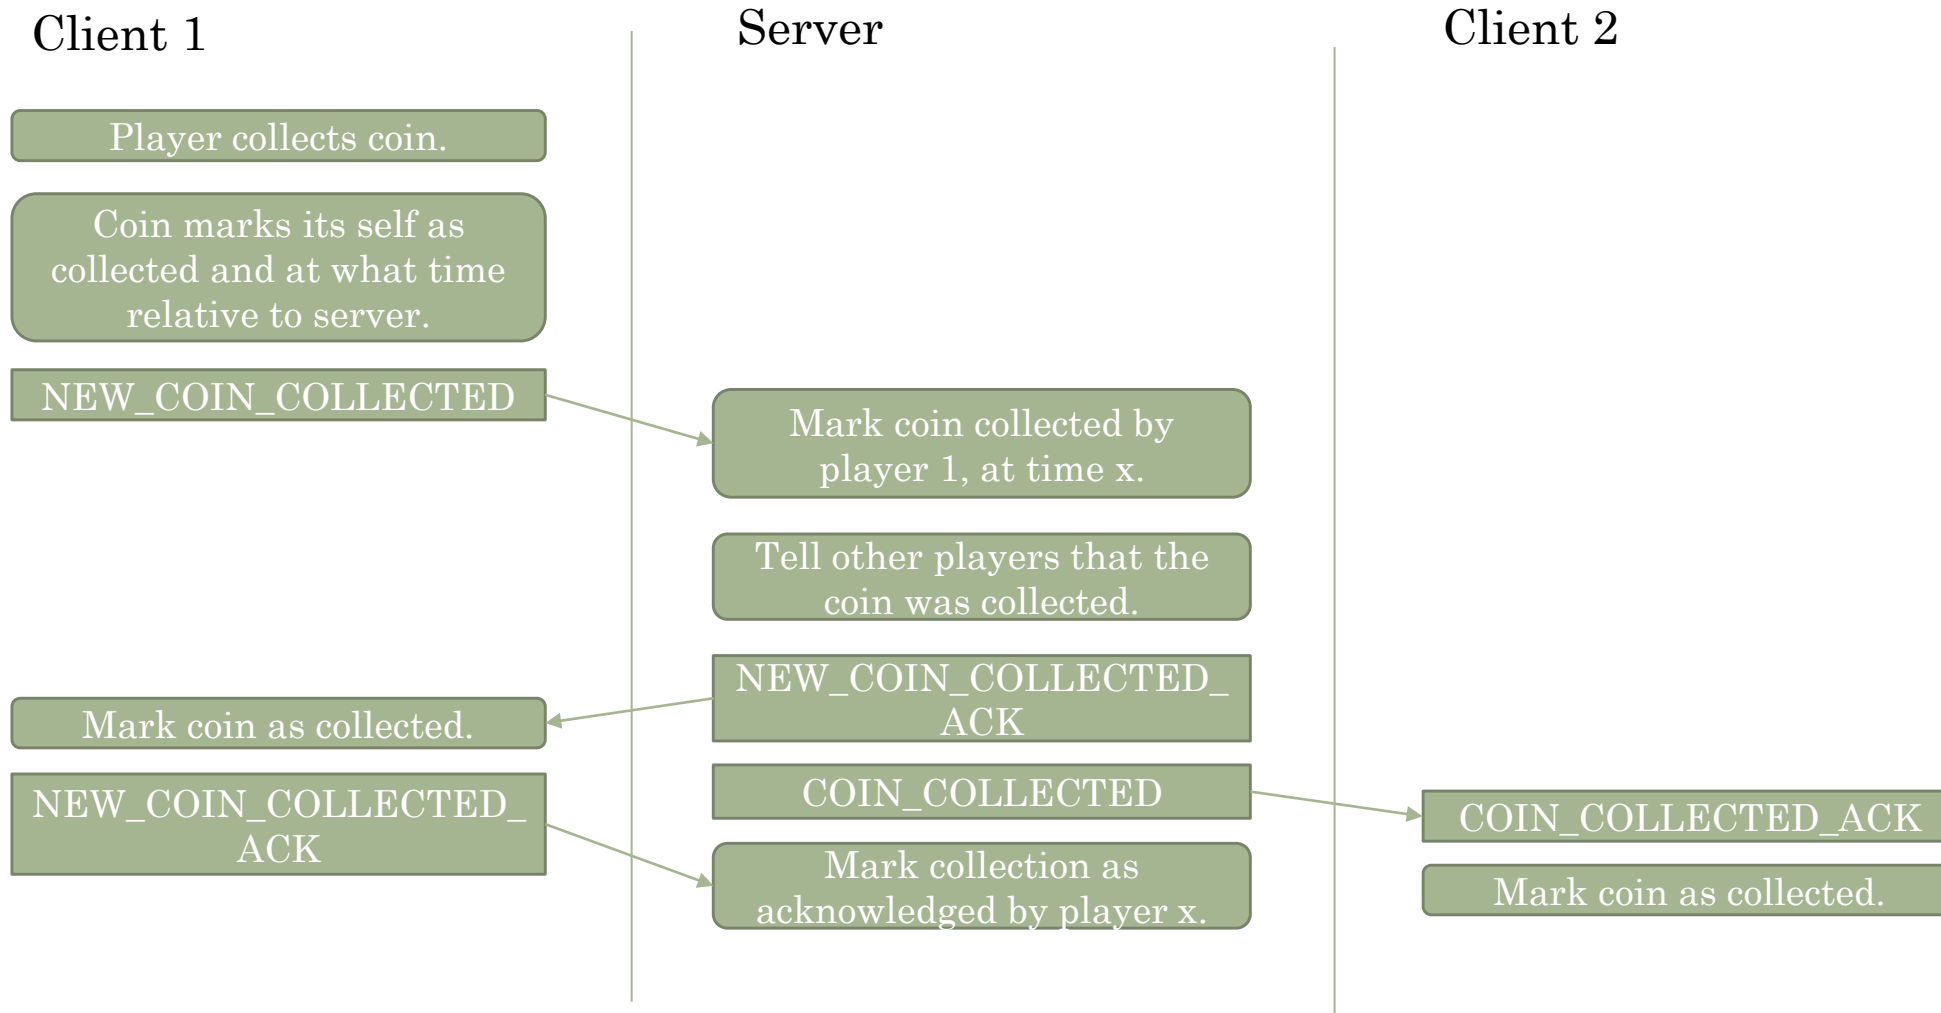 Client 1
Server
Client 2
Player collects coin.
Coin marks its self as
collected and at what time
relative to server.
NEW_COIN_COLLECTED
Mark coin collected by
player 1, at time x.
Tell other players that the
coin was collected.
NEW_COIN_COLLECTED_
ACK
Mark coin as collected.
NEW_COIN_COLLECTED_
ACK
COIN_COLLECTED
COIN_COLLECTED_ACK
Mark collection as
acknowledged by player x.
Mark coin as collected.